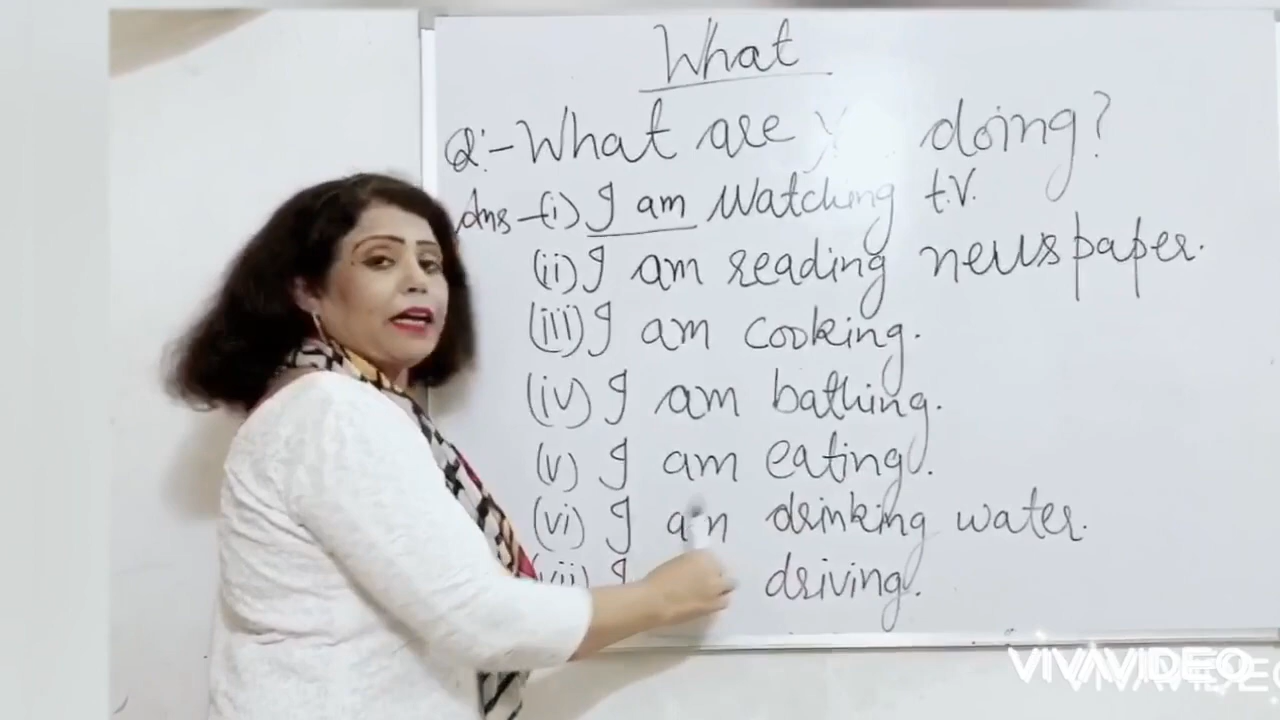 What
Q:- What are doing?
Ans - (i) I am Watching t.V.
(ii) I am reading newspaper.
(iii) I am cooking.
(iv) I am bathing.
(v) I am eating.
(vi) I am drinking water.
(vii) I driving.
VIVAVIDEO